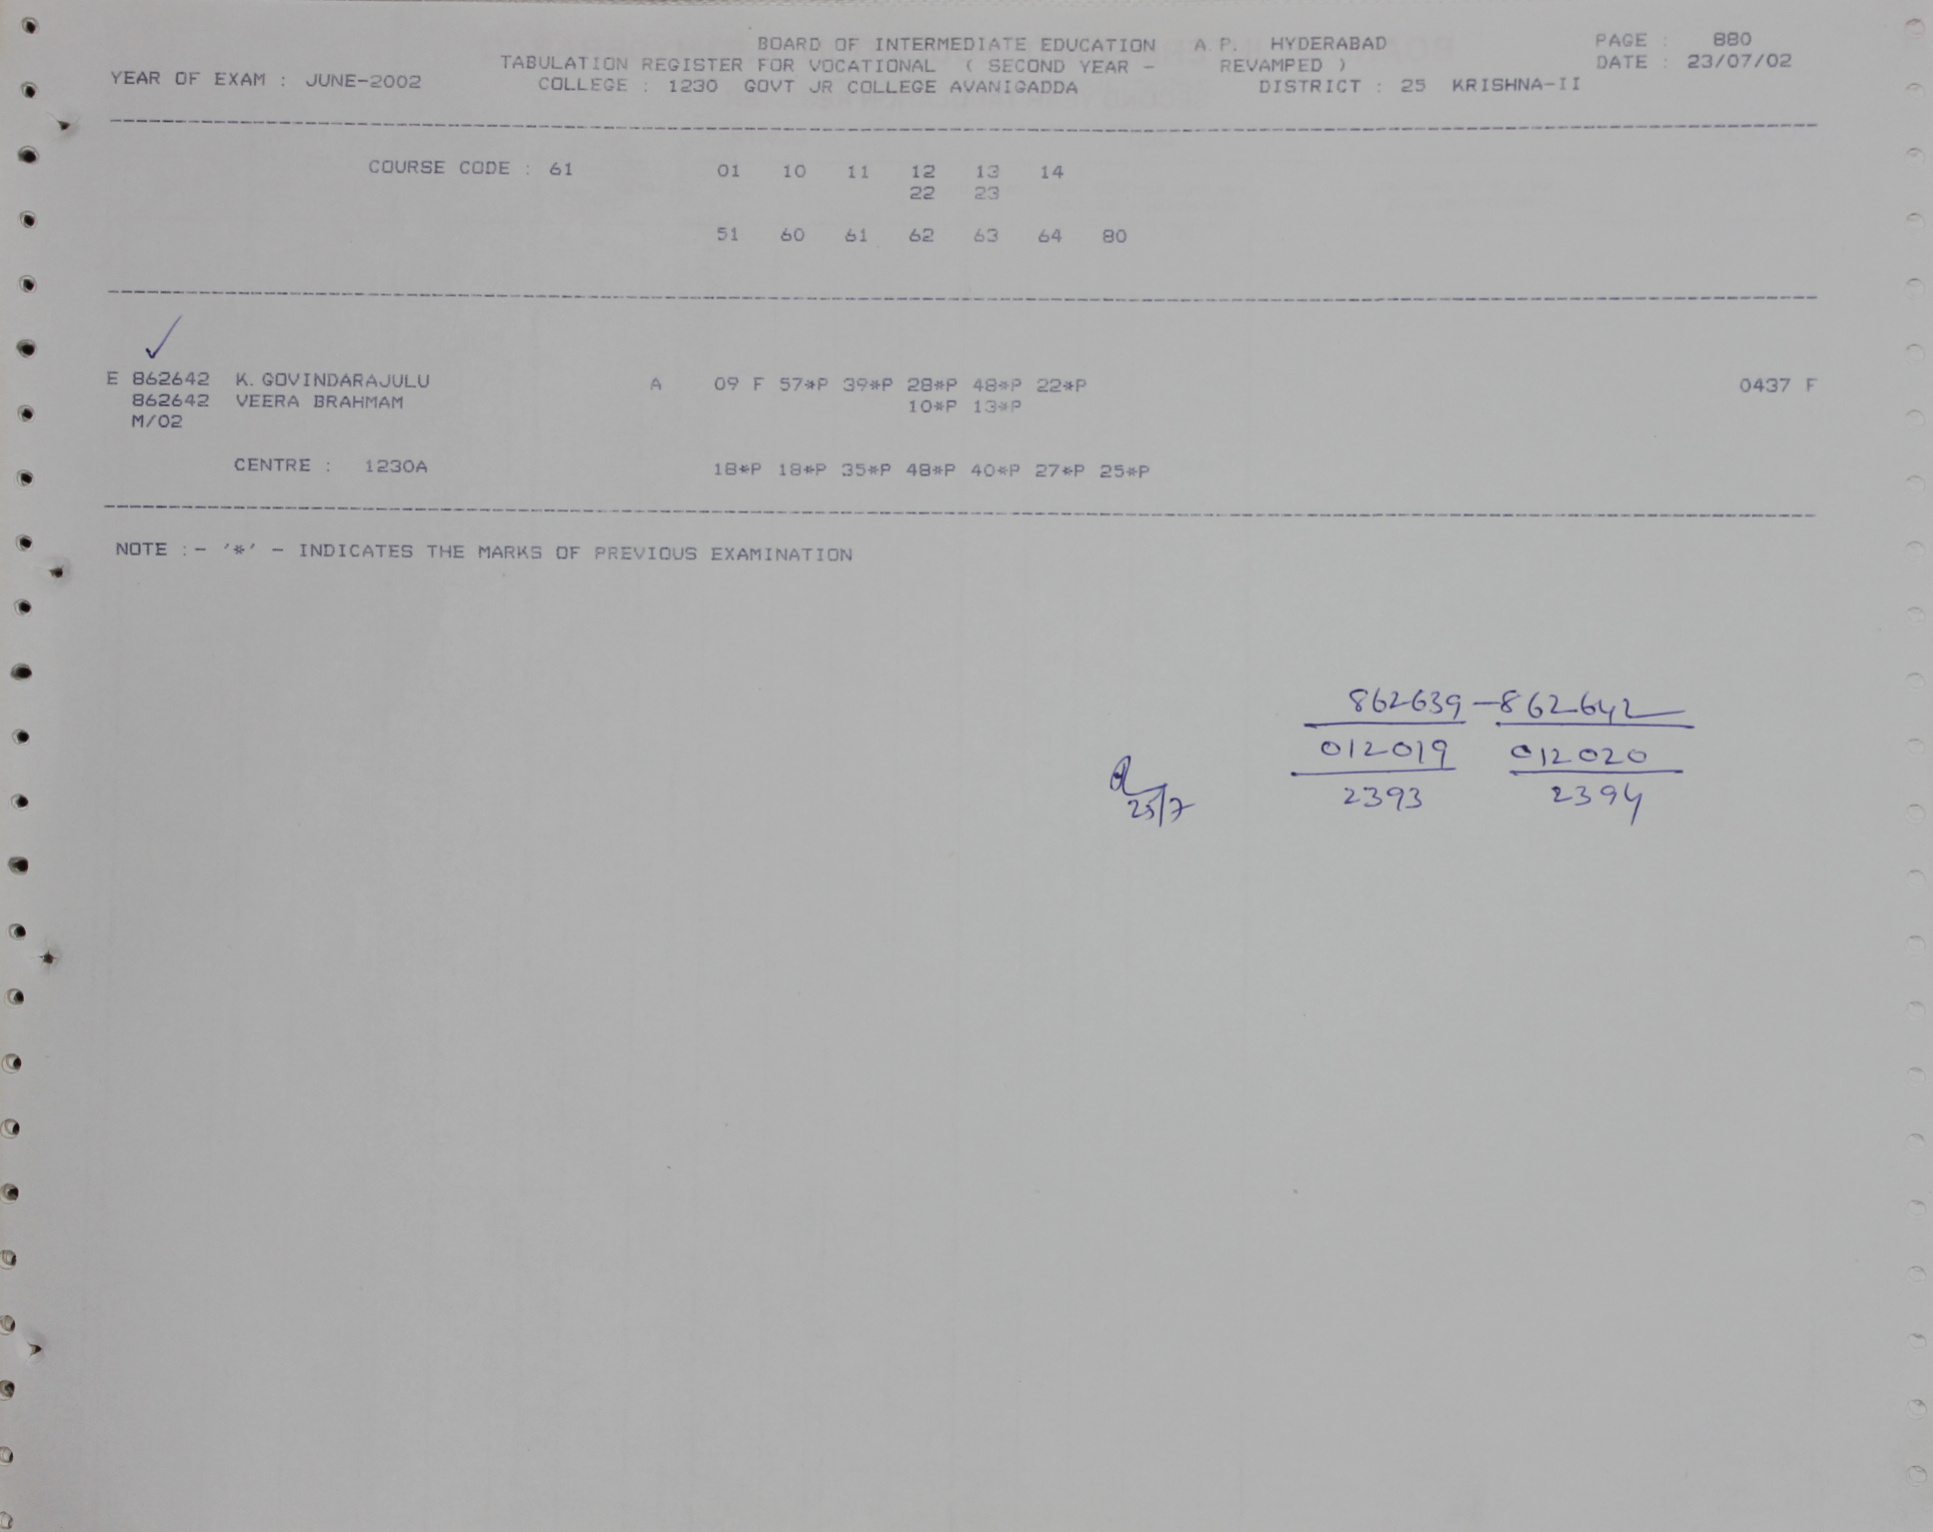 BOARD OF INTERMEDIATE EDUCATION A P. HYDERABAD PAGE : 880
TABULATION REGISTER FOR VOCATIONAL ( SECOND YEAR - REVAMPED ) DATE : 23/07/02
YEAR OF EXAM : JUNE-2002 COLLEGE : 1230 GOVT JR COLLEGE AVANIGADDA DISTRICT : 25 KRISHNA-II
COURSE CODE : 61 01 10 11 12 13 14
22 23
51 60 61 62 63 64 80
E 862642 K. GOVINDARAJULU A 09 F 57*P 39*P 28*P 48*P 22*P 0437 F
862642 VEERA BRAHMAM 10*P 13*P
M/02
CENTRE : 1230A 18*P 18*P 35*P 48*P 40*P 27*P 25*P
NOTE :- '*' - INDICATES THE MARKS OF PREVIOUS EXAMINATION
862639 - 862642
012019 012020
2393 2394
25/7